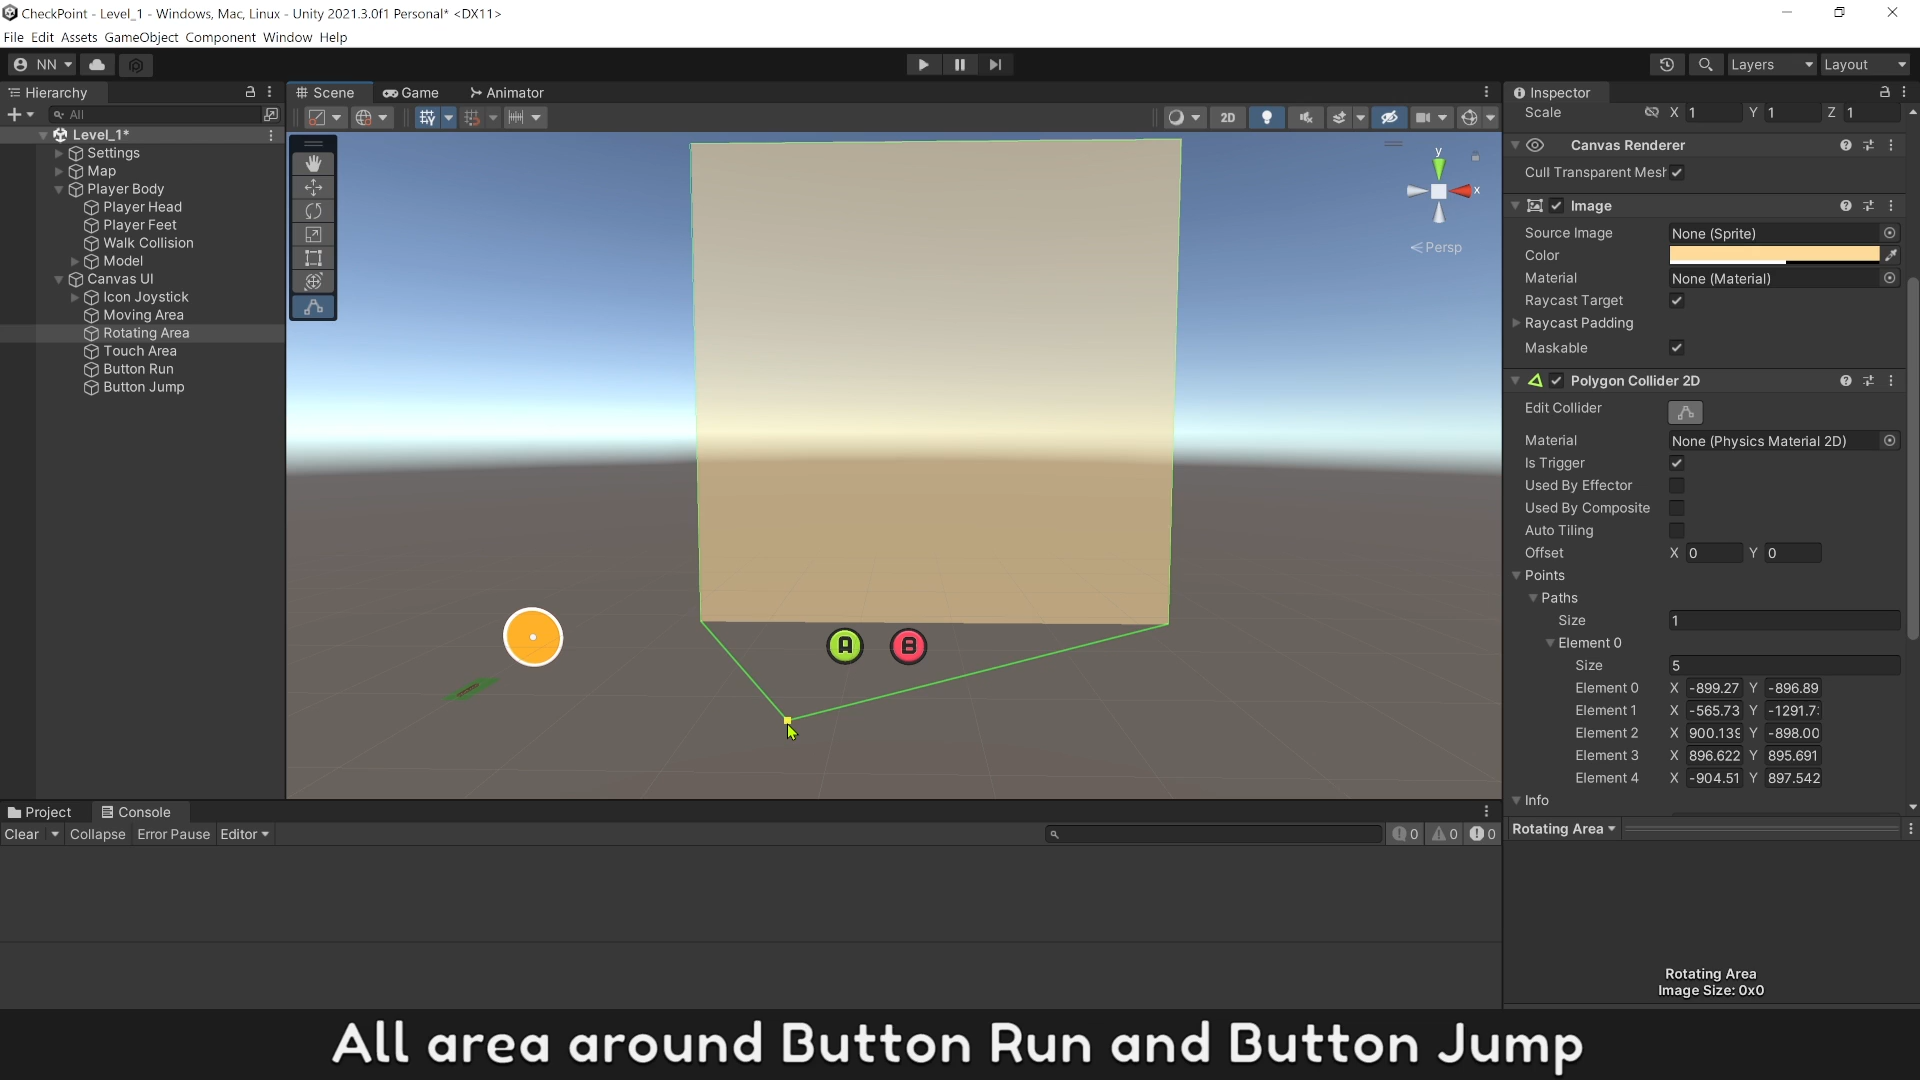 CheckPoint - Level_1 - Windows, Mac, Linux - Unity 2021.3.0f1 Personal* <DX11>
File Edit Assets GameObject Component Window Help
NN Layers Layout
Hierarchy
All
Level_1*
Settings
Map
Player Body
Player Head
Player Feet
Walk Collision
Model
Canvas UI
Icon Joystick
Moving Area
Rotating Area
Touch Area
Button Run
Button Jump
Scene Game Animator
2D
y
x
Persp
A B
Inspector
Scale X 1 Y 1 Z 1
Canvas Renderer
Cull Transparent Mesh
Image
Source Image None (Sprite)
Color
Material None (Material)
Raycast Target
Raycast Padding
Maskable
Polygon Collider 2D
Edit Collider
Material None (Physics Material 2D)
Is Trigger
Used By Effector
Used By Composite
Auto Tiling
Offset X 0 Y 0
Points
Paths
Size 1
Element 0
Size 5
Element 0 X -899.27 Y -896.89
Element 1 X -565.73 Y -1291.7
Element 2 X 900.139 Y -898.00
Element 3 X 896.622 Y 895.691
Element 4 X -904.51 Y 897.542
Info
Rotating Area
Rotating Area
Image Size: 0x0
Project Console
Clear Collapse Error Pause Editor
0 0 0
All area around Button Run and Button Jump